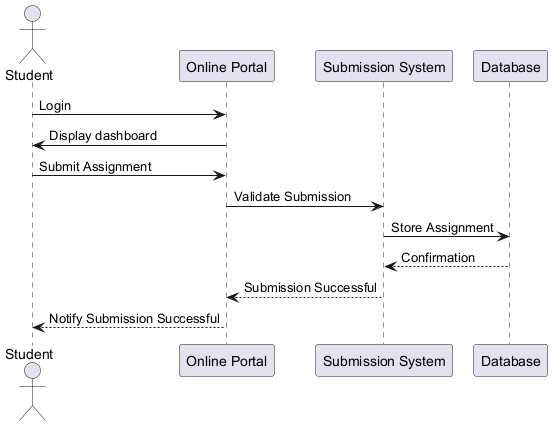 Student
Online Portal
Submission System
Database
Login
Display dashboard
Submit Assignment
Validate Submission
Store Assignment
Confirmation
Submission Successful
Notify Submission Successful
Student
Online Portal
Submission System
Database